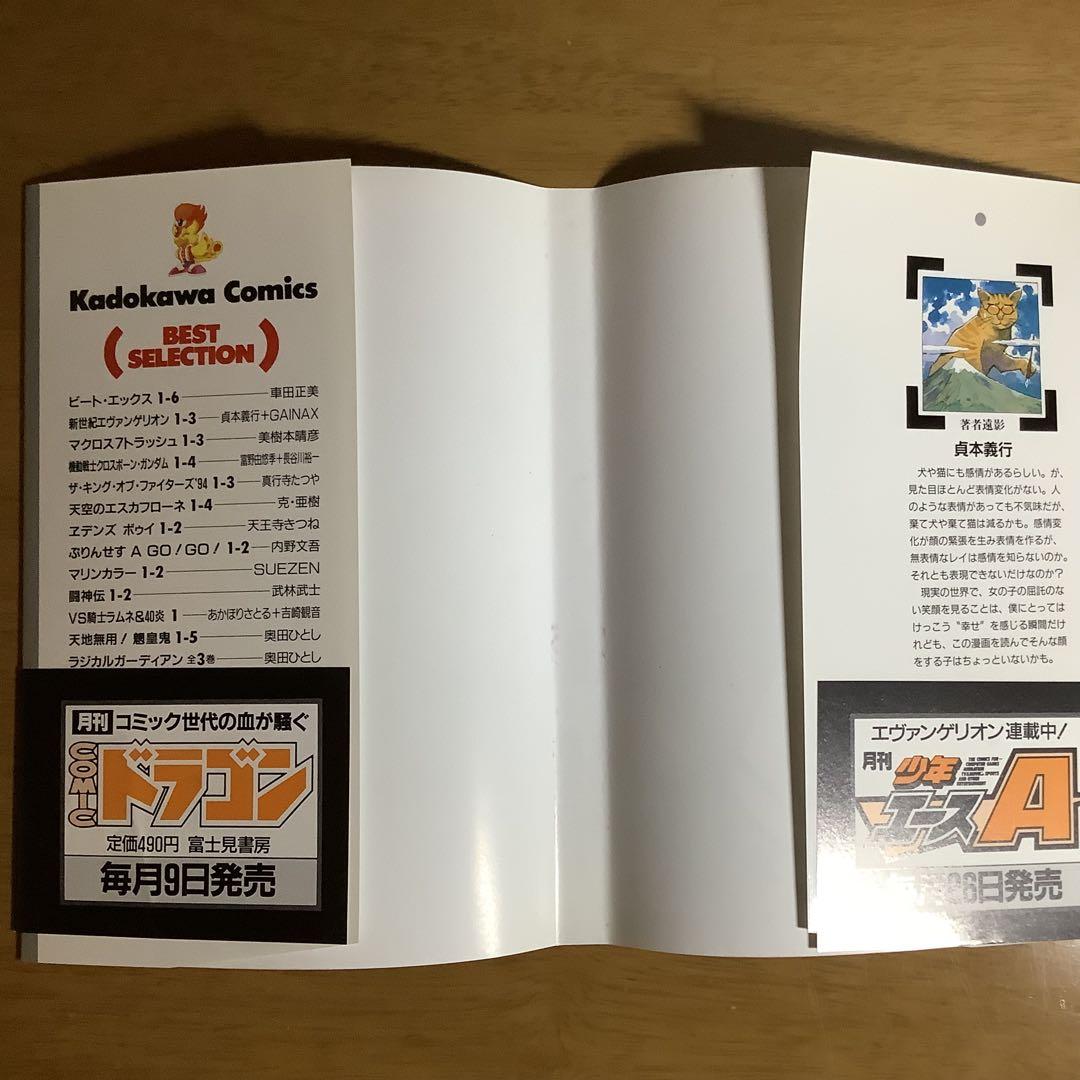 Kadokawa Comics
BEST
SELECTION
ビート・エックス 1-6 車田正美
新世紀エヴァンゲリオン 1-3 貞本義行+GAINAX
マクロス7トラッシュ 1-3 美樹本晴彦
機動戦士クロスボーン・ガンダム 1-4 富野由悠季+長谷川裕一
ザ・キング・オブ・ファイターズ'94 1-3 真行寺たつや
天空のエスカフローネ 1-4 克・亜樹
ヱデンズ ボゥイ 1-2 天王寺きつね
ぷりんせす A GO!GO! 1-2 内野文吾
マリンカラー 1-2 SUEZEN
闘神伝 1-2 武林武士
VS騎士ラムネ&40炎 1 あかほりさとる+吉崎観音
天地無用!魎皇鬼 1-5 奥田ひとし
ラジカルガーディアン 全3巻 奥田ひとし
月刊 コミック世代の血が騒ぐ
COMIC
ドラゴン
定価490円 富士見書房
毎月9日発売
著者遠影
貞本義行
犬や猫にも感情があるらしい。が、
見た目ほとんど表情変化がない。人
のような表情があっても不気味だが、
棄て犬や棄て猫は減るかも。感情変
化が顔の緊張を生み表情を作るが、
無表情なレイは感情を知らないのか。
それとも表現できないだけなのか?
現実の世界で、女の子の屈託のな
い笑顔を見ることは、僕にとっては
けっこう“幸せ”を感じる瞬間だけ
れども、この漫画を読んでそんな顔
をする子はちょっといないかも。
エヴァンゲリオン連載中!
月刊
少年
エースA
THE COMICS FOR
COMPUTER GAMES
ANIMATION
AND OTHER
ENTERTAINMENT
26日発売